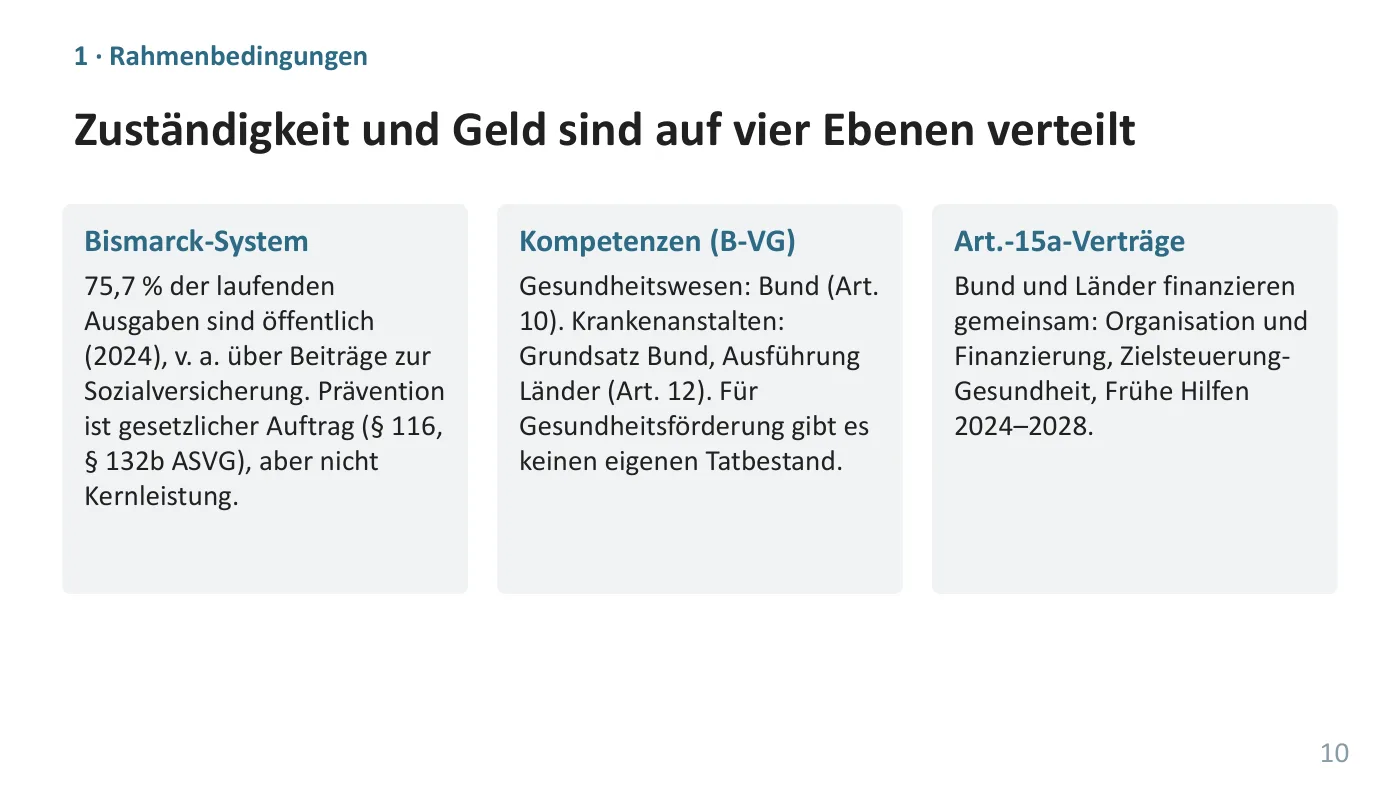 1 · Rahmenbedingungen
Zuständigkeit und Geld sind auf vier Ebenen verteilt
Bismarck-System
75,7 % der laufenden
Ausgaben sind öffentlich
(2024), v. a. über Beiträge zur
Sozialversicherung. Prävention
ist gesetzlicher Auftrag (§ 116,
§ 132b ASVG), aber nicht
Kernleistung.
Kompetenzen (B-VG)
Gesundheitswesen: Bund (Art.
10). Krankenanstalten:
Grundsatz Bund, Ausführung
Länder (Art. 12). Für
Gesundheitsförderung gibt es
keinen eigenen Tatbestand.
Art.-15a-Verträge
Bund und Länder finanzieren
gemeinsam: Organisation und
Finanzierung, Zielsteuerung-
Gesundheit, Frühe Hilfen
2024–2028.
10